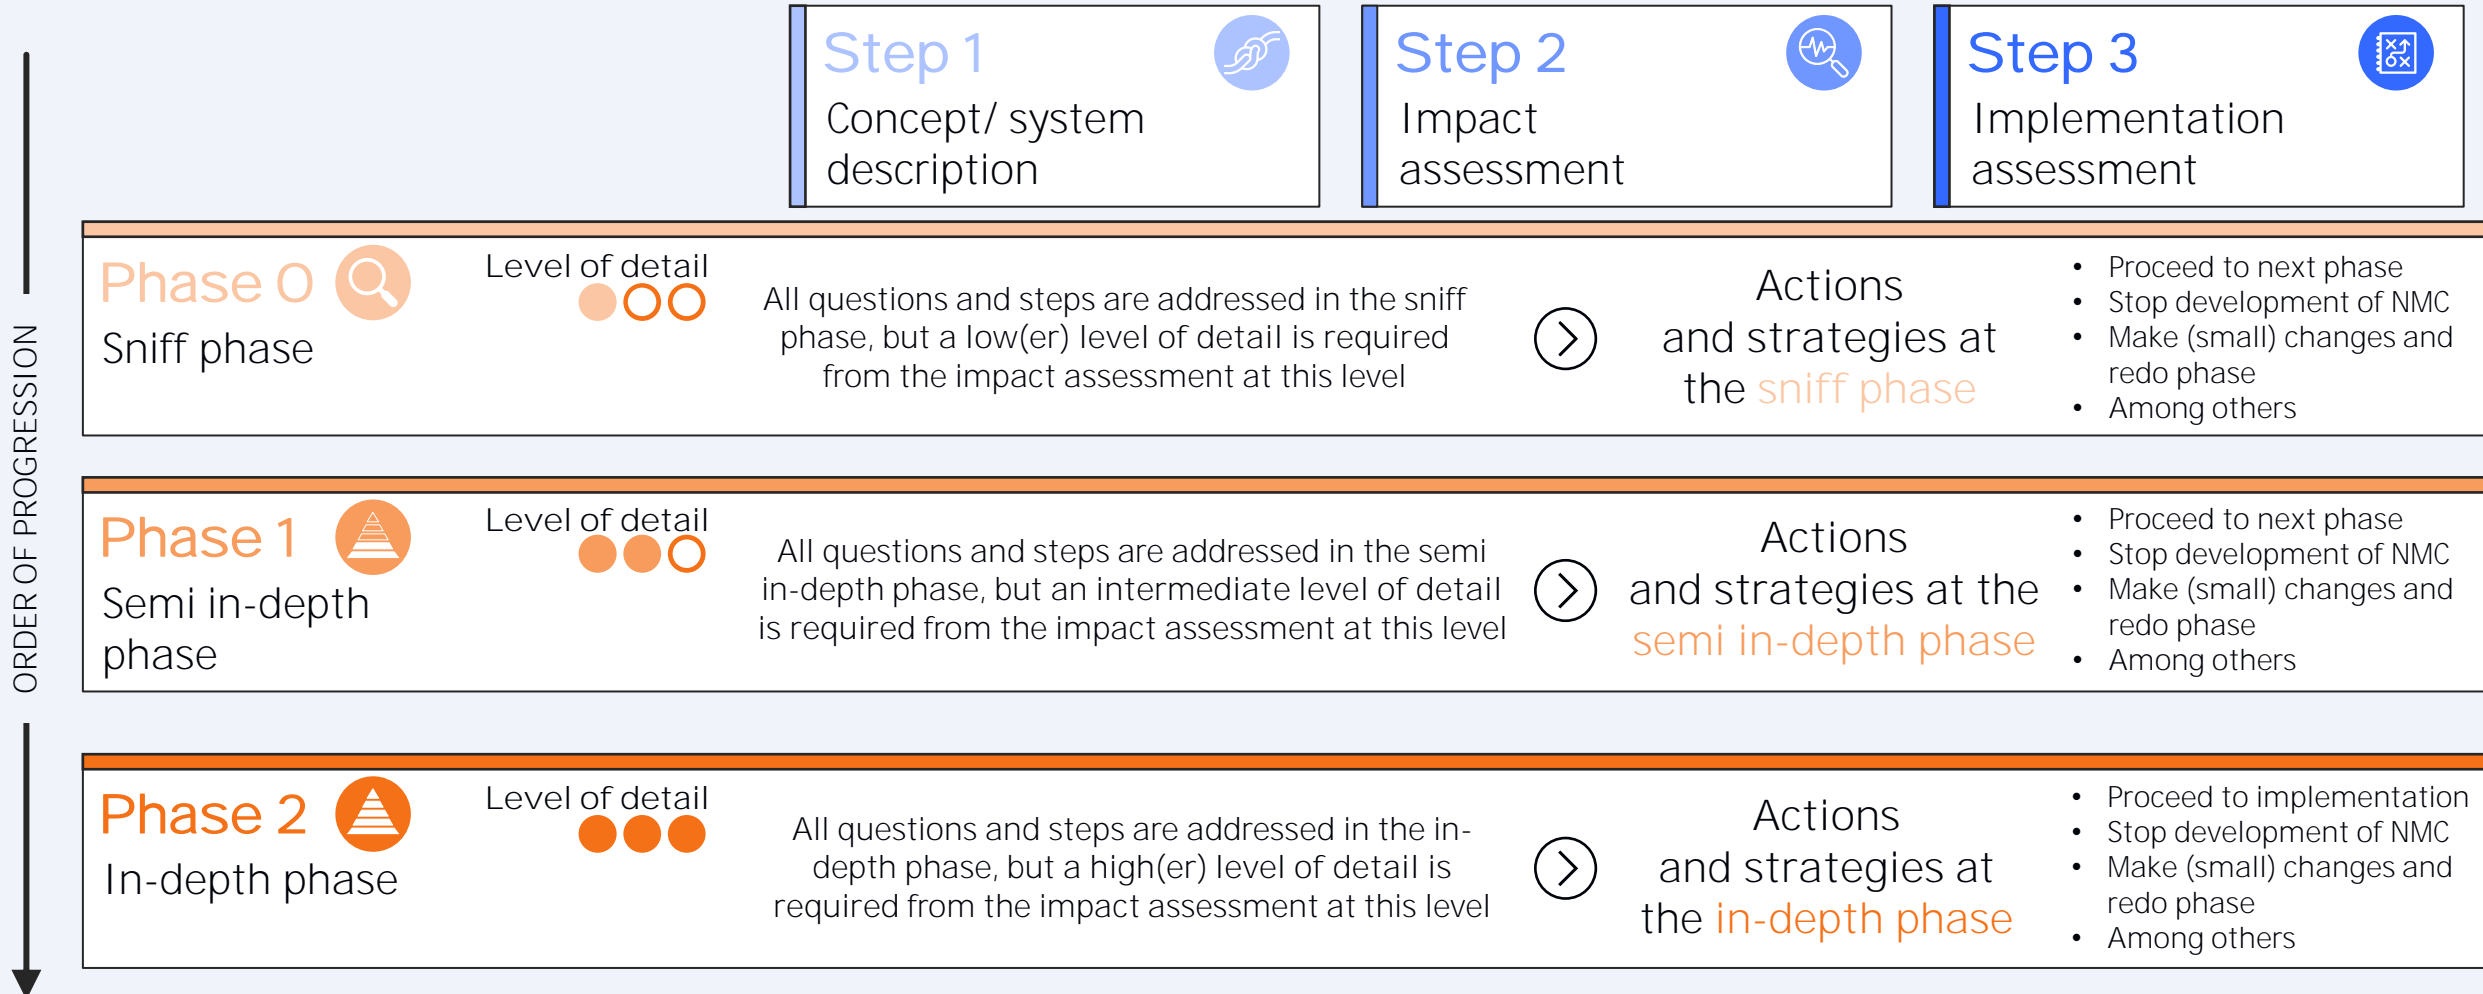 Step 1
Concept/ system
description
Step 2
Impact
assessment
Step 3
Implementation
assessment
ORDER OF PROGRESSION
Phase 0
Sniff phase
Level of detail
All questions and steps are addressed in the sniff
phase, but a low(er) level of detail is required
from the impact assessment at this level
Actions
and strategies at
the sniff phase
• Proceed to next phase
• Stop development of NMC
• Make (small) changes and
redo phase
• Among others
Phase 1
Semi in-depth
phase
Level of detail
All questions and steps are addressed in the semi
in-depth phase, but an intermediate level of detail
is required from the impact assessment at this level
Actions
and strategies at the
semi in-depth phase
• Proceed to next phase
• Stop development of NMC
• Make (small) changes and
redo phase
• Among others
Phase 2
In-depth phase
Level of detail
All questions and steps are addressed in the in-
depth phase, but a high(er) level of detail is
required from the impact assessment at this level
Actions
and strategies at
the in-depth phase
• Proceed to implementation
• Stop development of NMC
• Make (small) changes and
redo phase
• Among others